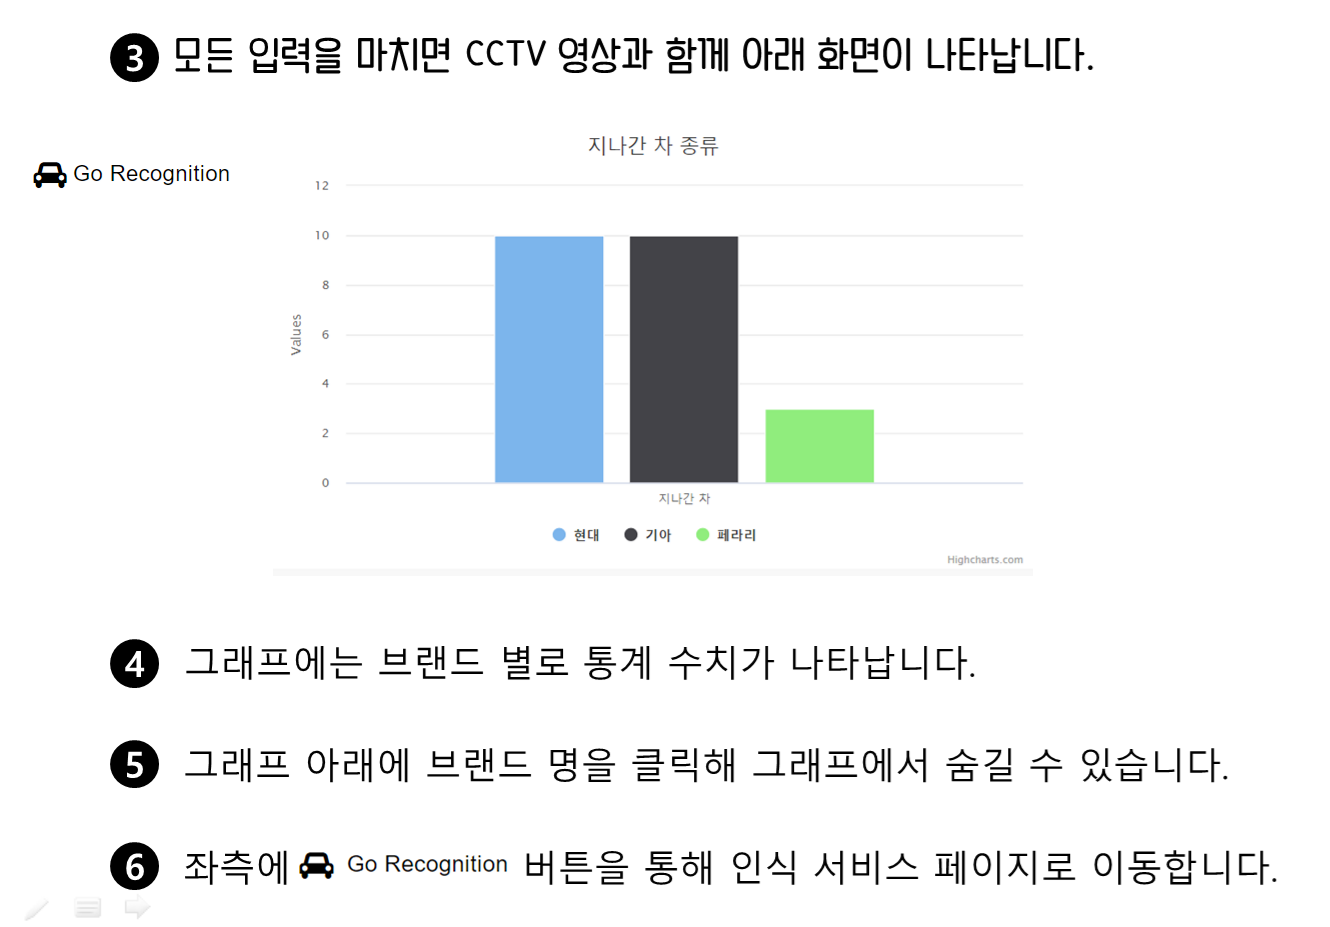 3 모든 입력을 마치면 CCTV 영상과 함께 아래 화면이 나타납니다.
지나간 차 종류
Go Recognition
12
10
8
6
4
2
0
Values
지나간 차
현대 기아 페라리
Highcharts.com
4 그래프에는 브랜드 별로 통계 수치가 나타납니다.
5 그래프 아래에 브랜드 명을 클릭해 그래프에서 숨길 수 있습니다.
6 좌측에 Go Recognition 버튼을 통해 인식 서비스 페이지로 이동합니다.